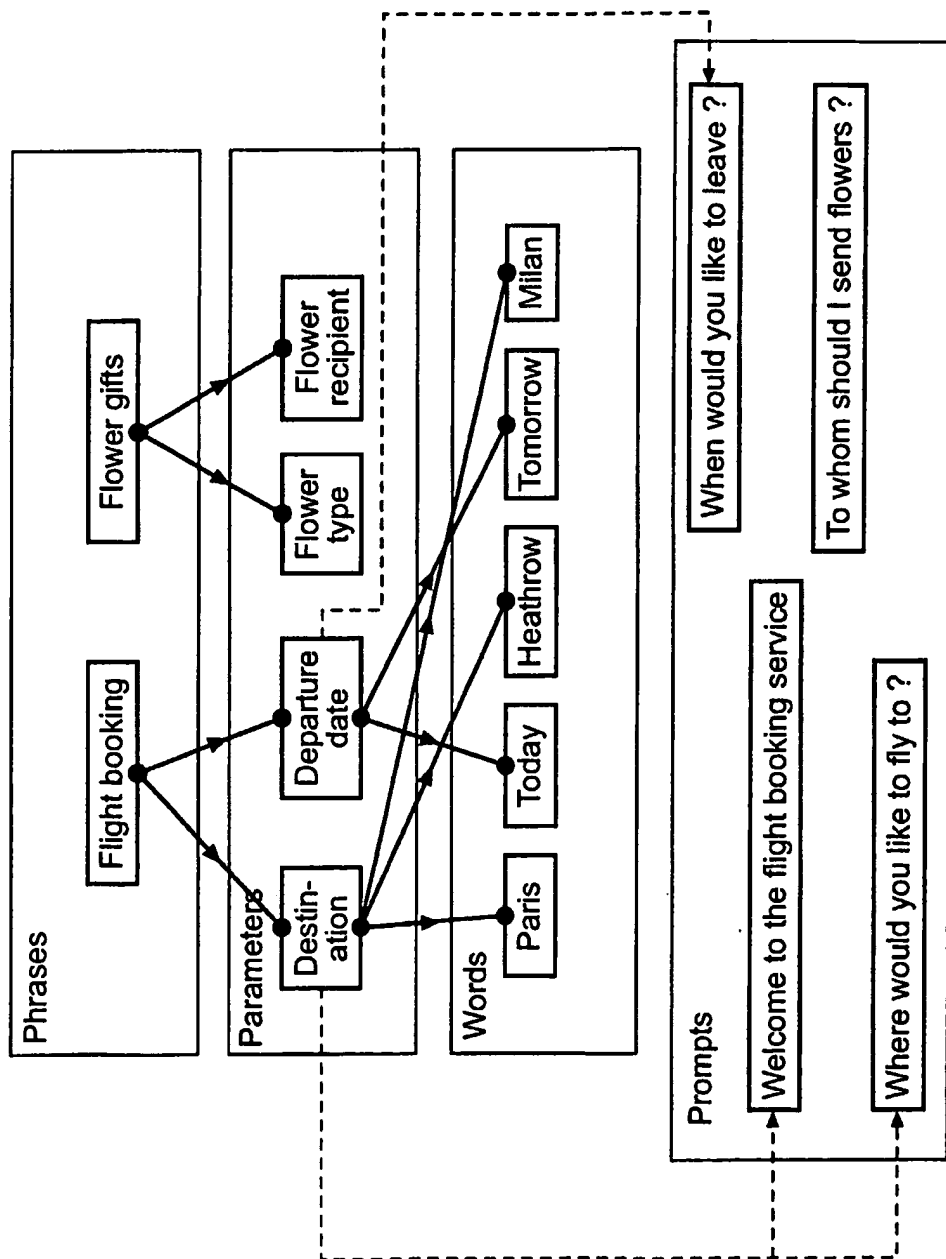 Phrases
Flight booking
Flower gifts
Parameters
Destin-
ation
Departure
date
Flower
type
Flower
recipient
Words
Paris
Today
Heathrow
Tomorrow
Milan
Prompts
When would you like to leave ?
Welcome to the flight booking service
To whom should I send flowers ?
Where would you like to fly to ?